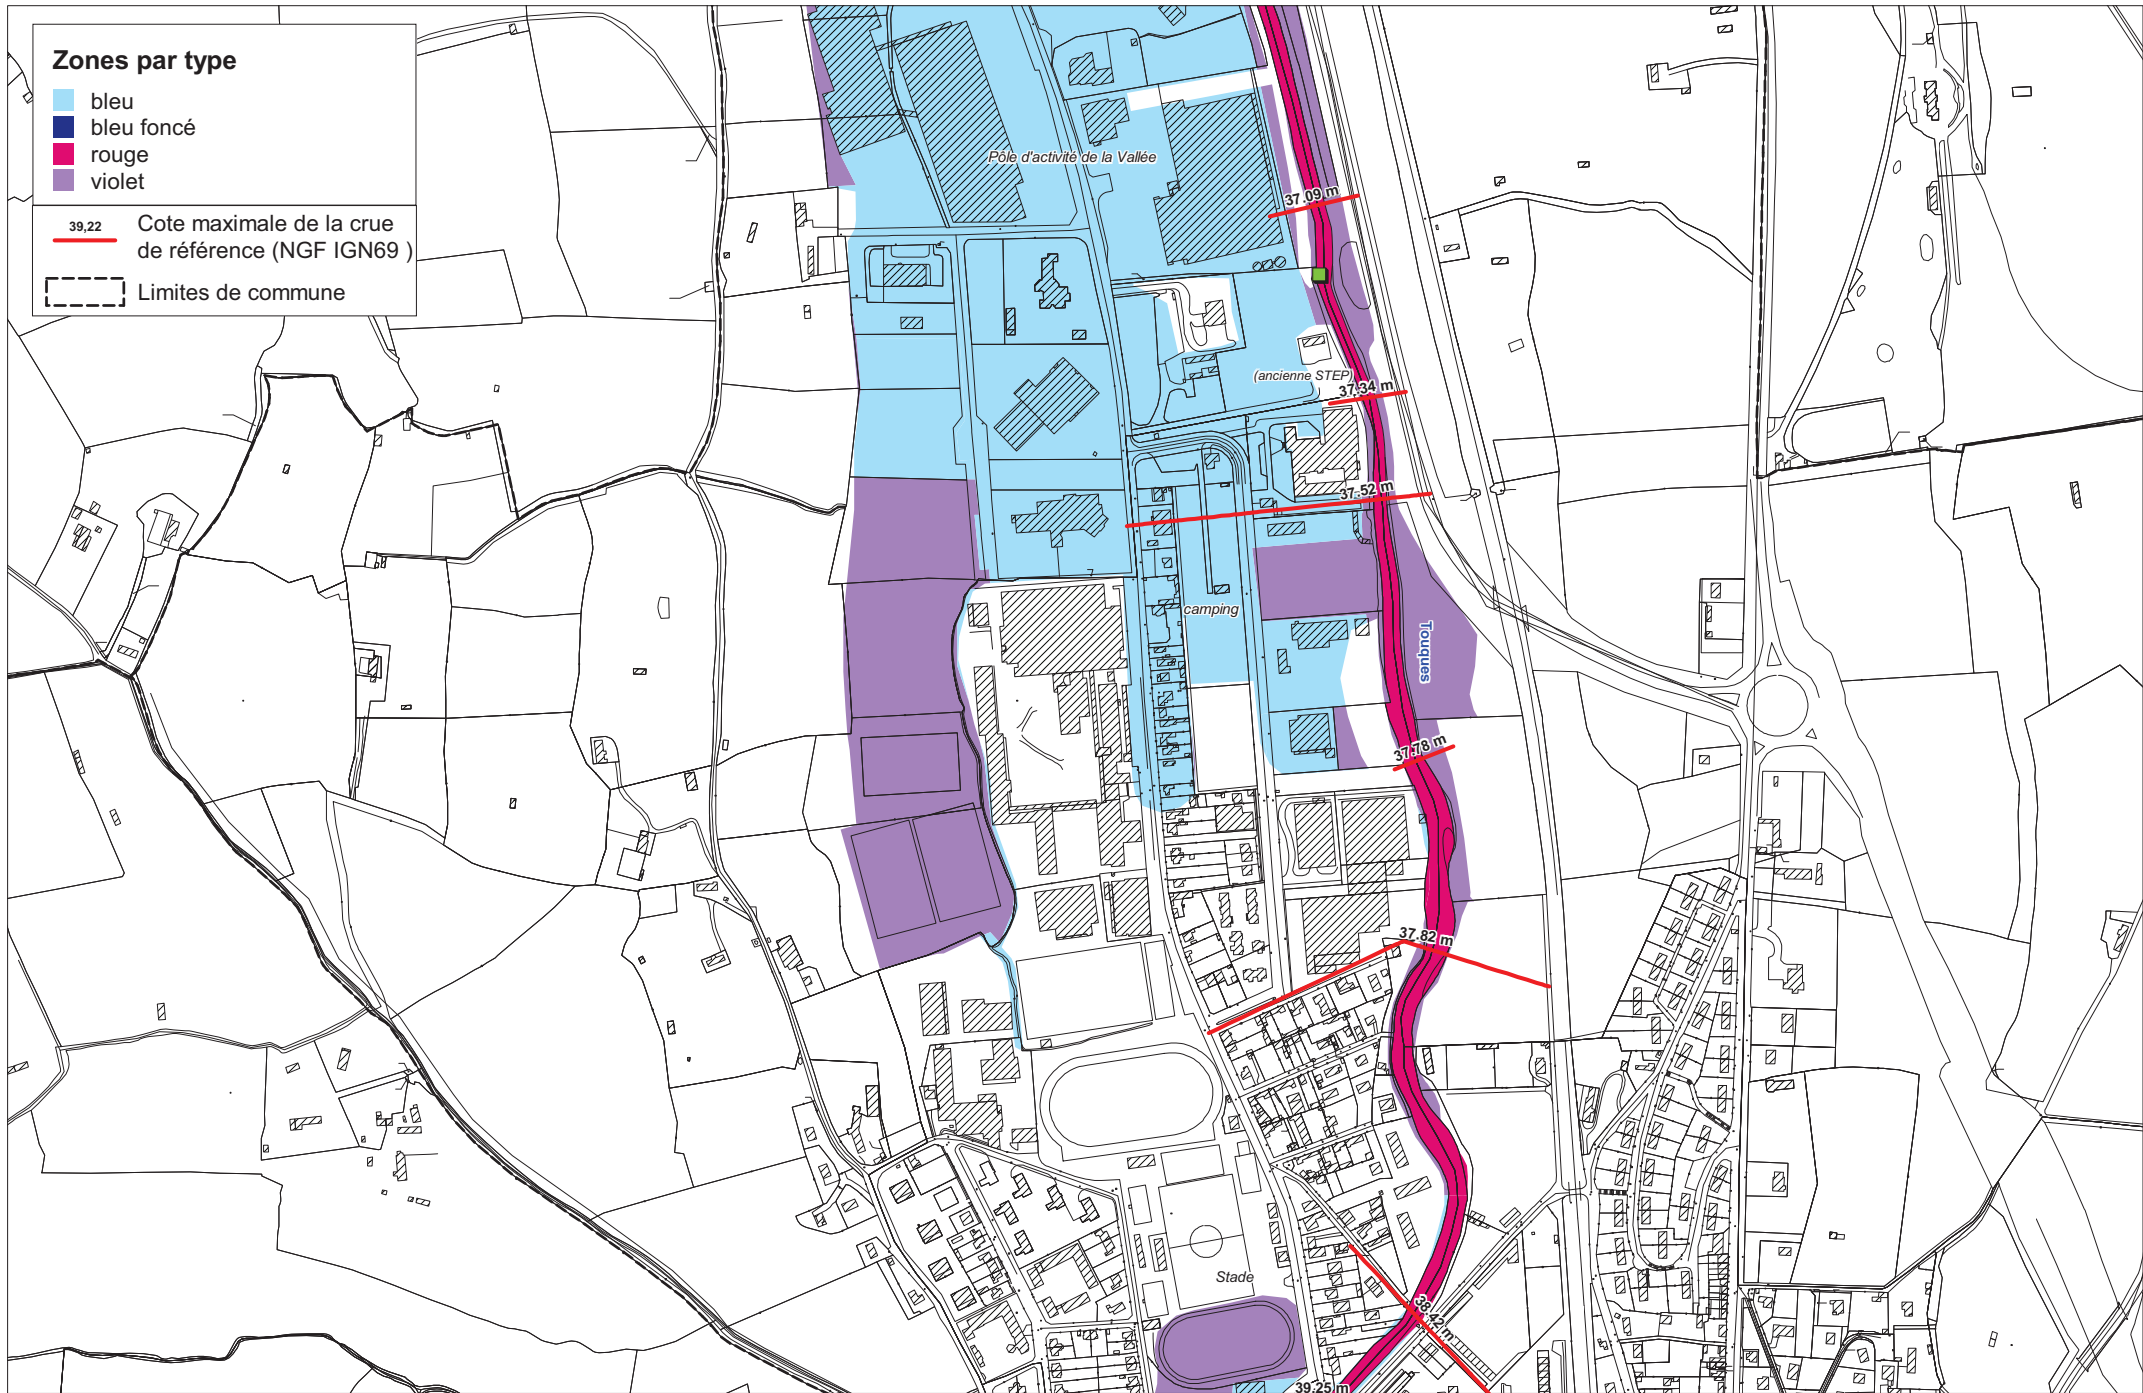 Zones par type
bleu
bleu foncé
rouge
violet
39,22
Cote maximale de la crue
de référence (NGF IGN69 )
Limites de commune
Pôle d'activité de la Vallée
37.09 m
(ancienne STEP)
37.34 m
37.52 m
camping
Touques
37.78 m
37.82 m
Stade
38.42 m
39.25 m